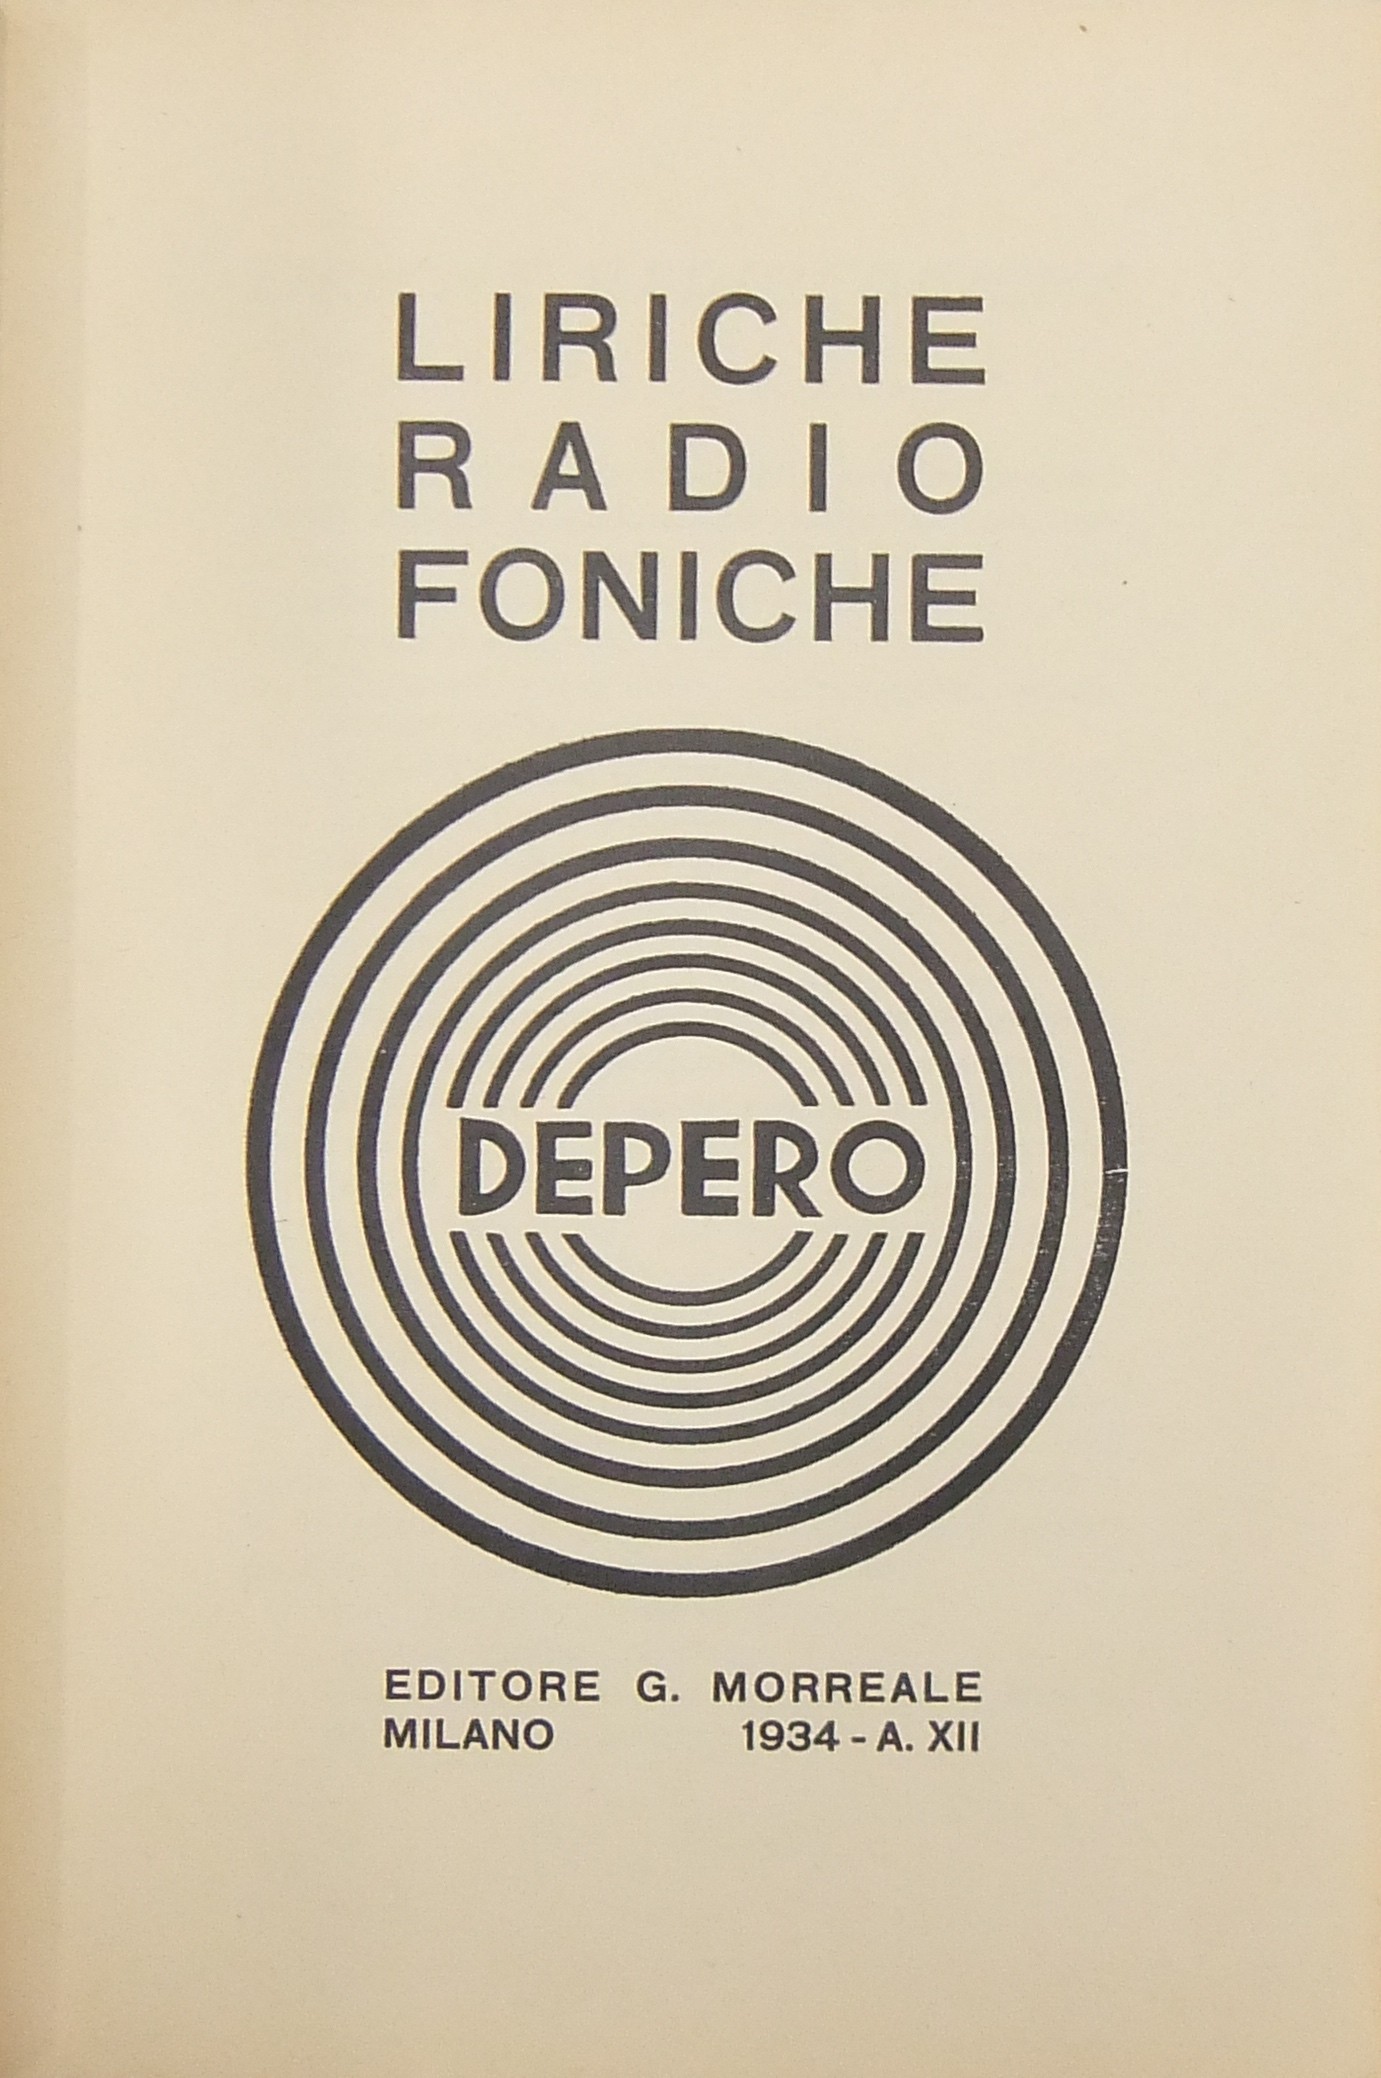 LIRICHE
RADIO
FONICHE
DEPERO
EDITORE G. MORREALE
MILANO 1934 - A. XII